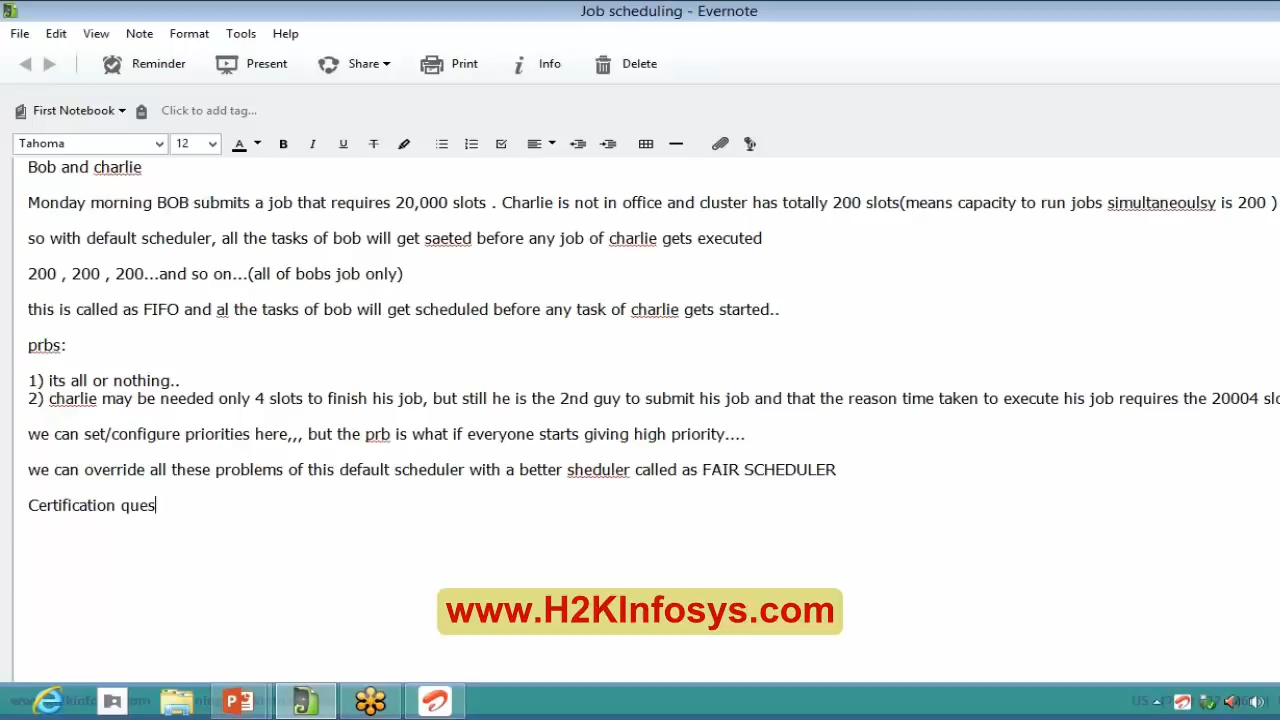 Job scheduling - Evernote
File Edit View Note Format Tools Help
Reminder Present Share Print Info Delete
First Notebook Click to add tag...
Tahoma 12 A B I U T
Bob and charlie
Monday morning BOB submits a job that requires 20,000 slots . Charlie is not in office and cluster has totally 200 slots(means capacity to run jobs simultaneoulsy is 200 )
so with default scheduler, all the tasks of bob will get saeted before any job of charlie gets executed
200 , 200 , 200...and so on...(all of bobs job only)
this is called as FIFO and al the tasks of bob will get scheduled before any task of charlie gets started..
prbs:
1) its all or nothing..
2) charlie may be needed only 4 slots to finish his job, but still he is the 2nd guy to submit his job and that the reason time taken to execute his job requires the 20004 slo
we can set/configure priorities here,,, but the prb is what if everyone starts giving high priority....
we can override all these problems of this default scheduler with a better sheduler called as FAIR SCHEDULER
Certification ques
www.H2KInfosys.com
US